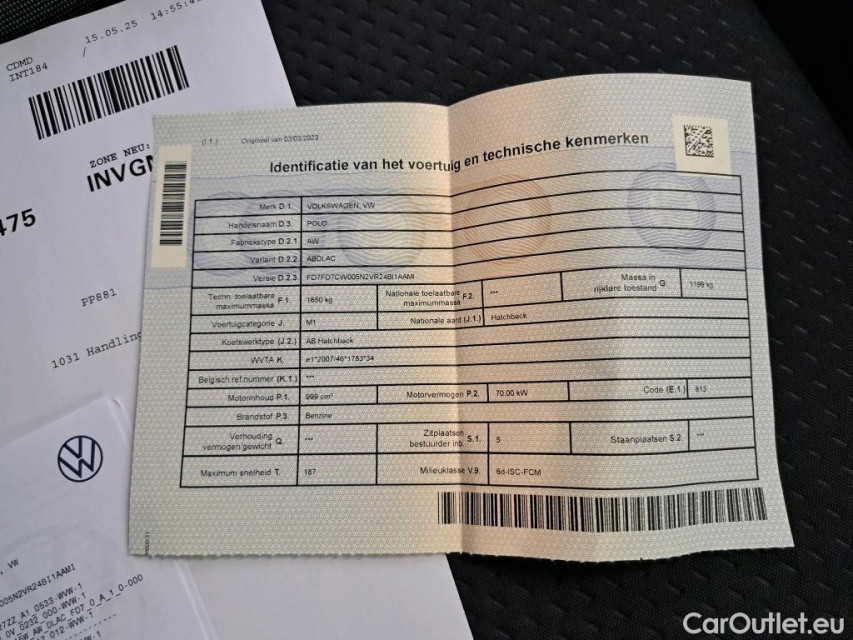 CDMD 15.05.25 14:55:4
INT184 /
ZONE NEU:
INVGN
475
PP881
1031 Handling
(I.1.) Origineel van 03/03/2023
Identificatie van het voertuig en technische kenmerken
Merk D.1. VOLKSWAGEN, VW
Handelsnaam D.3. POLO
Fabriekstype D.2.1 AW
Variant D.2.2. ABDLAC
Versie D.2.3. FD7FD7CW005N2VR24BI1AAMI
Techn. toelaatbare maximummassa F.1. 1650 kg Nationale toelaatbare maximummassa F.2. --- Massa in rijklare toestand G. 1199 kg
Voertuigcategorie J. M1 Nationale aard (J.1.) Hatchback
Koetswerktype (J.2.) AB Hatchback
WVTA K. e1*2007/46*1783*34
Belgisch ref.nummer (K.1.) ---
Motorinhoud P.1. 999 cm³ Motorvermogen P.2. 70.00 kW Code (E.1.) 813
Brandstof P.3. Benzine
Verhouding vermogen/gewicht Q. --- Zitplaatsen bestuurder inb. S.1. 5 Staanplaatsen S.2. ---
Maximum snelheid T. 187 Milieuklasse V.9. 6d-ISC-FCM
, VW
005N2VR24BI1AAMI
CarOutlet.eu